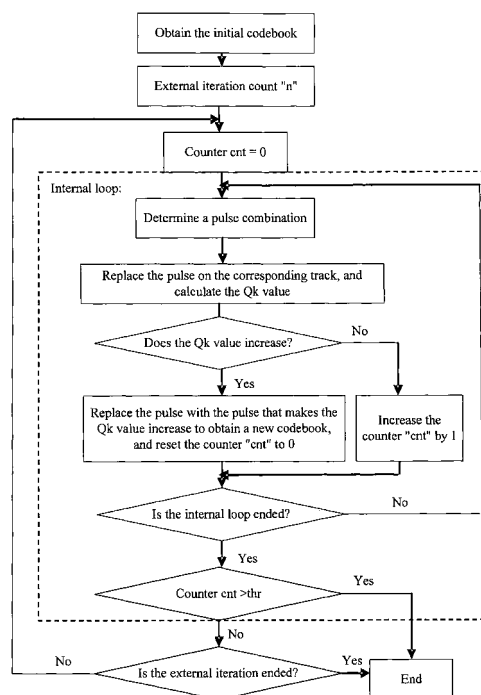 Obtain the initial codebook
External iteration count "n"
Counter cnt = 0
Internal loop:
Determine a pulse combination
Replace the pulse on the corresponding track, and
calculate the Qk value
Does the Qk value increase?
No
Yes
Replace the pulse with the pulse that makes the
Qk value increase to obtain a new codebook,
and reset the counter "cnt" to 0
Increase the
counter "cnt" by 1
Is the internal loop ended?
No
Yes
Counter cnt >thr
Yes
No
Is the external iteration ended?
No
Yes
End